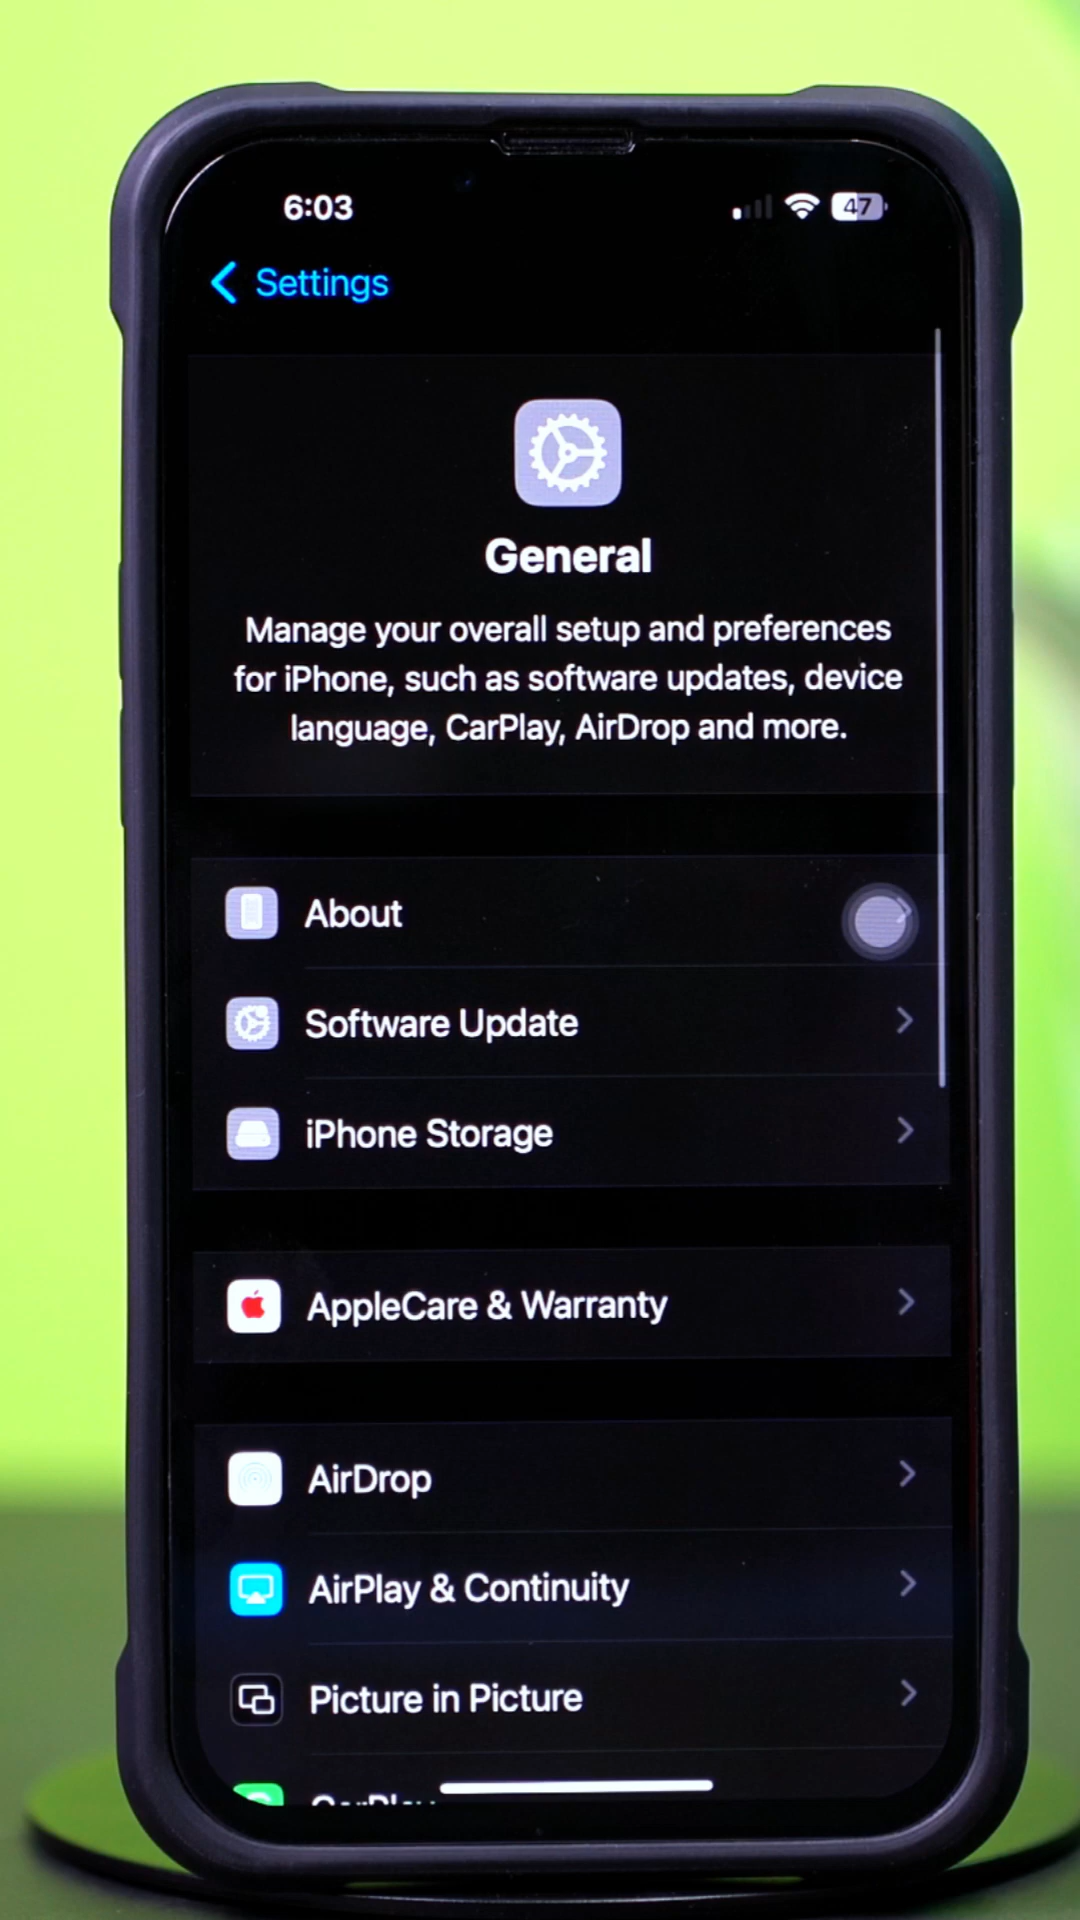 6:03
47
Settings
General
Manage your overall setup and preferences
for iPhone, such as software updates, device
language, CarPlay, AirDrop and more.
About
Software Update
iPhone Storage
AppleCare & Warranty
AirDrop
AirPlay & Continuity
Picture in Picture
CarPlay